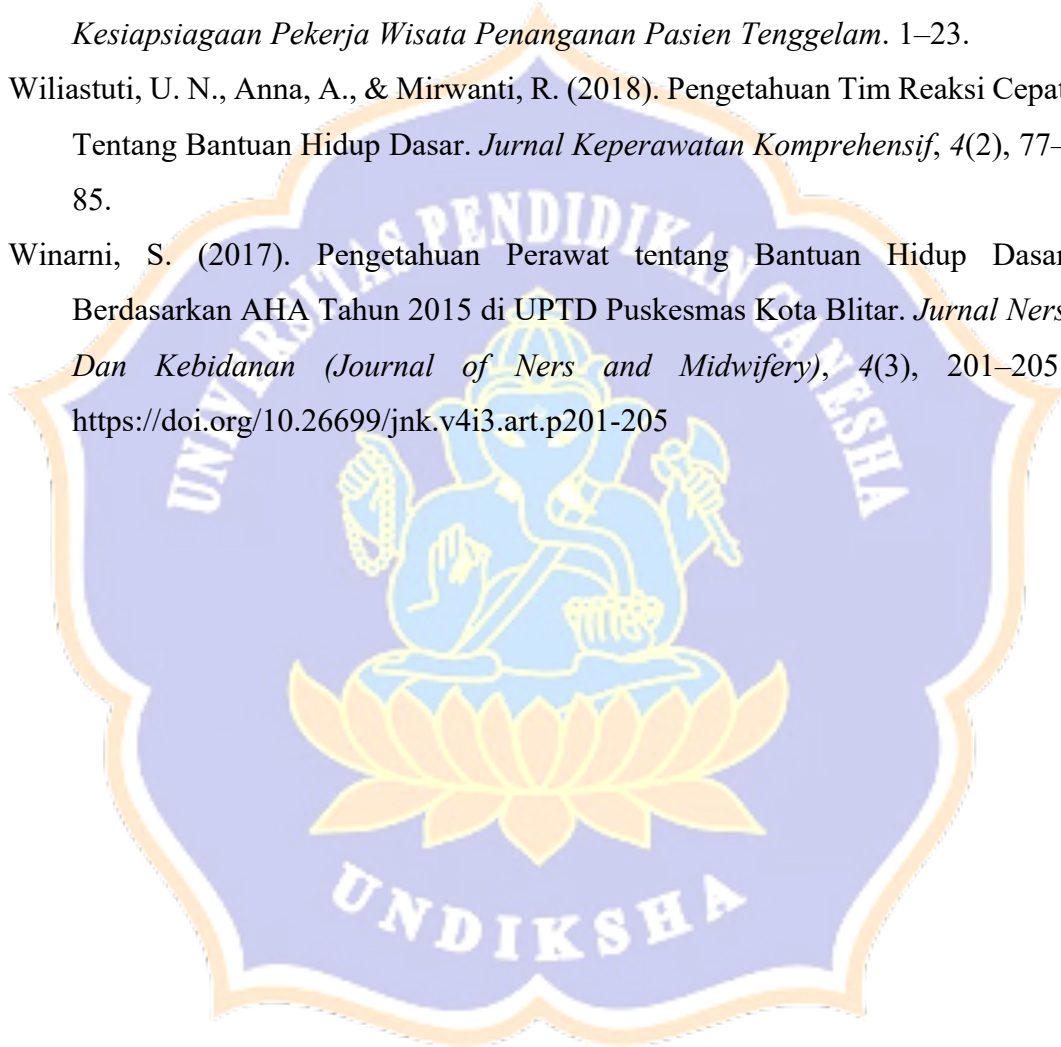 Kesiapsiagaan Pekerja Wisata Penanganan Pasien Tenggelam. 1–23.
Wiliastuti, U. N., Anna, A., & Mirwanti, R. (2018). Pengetahuan Tim Reaksi Cepat
Tentang Bantuan Hidup Dasar. Jurnal Keperawatan Komprehensif, 4(2), 77–
85.
Winarni, S. (2017). Pengetahuan Perawat tentang Bantuan Hidup Dasar
Berdasarkan AHA Tahun 2015 di UPTD Puskesmas Kota Blitar. Jurnal Ners
Dan Kebidanan (Journal of Ners and Midwifery), 4(3), 201–205
https://doi.org/10.26699/jnk.v4i3.art.p201-205
UNIVERSITAS PENDIDIKAN GANESHA
UNDIKSHA